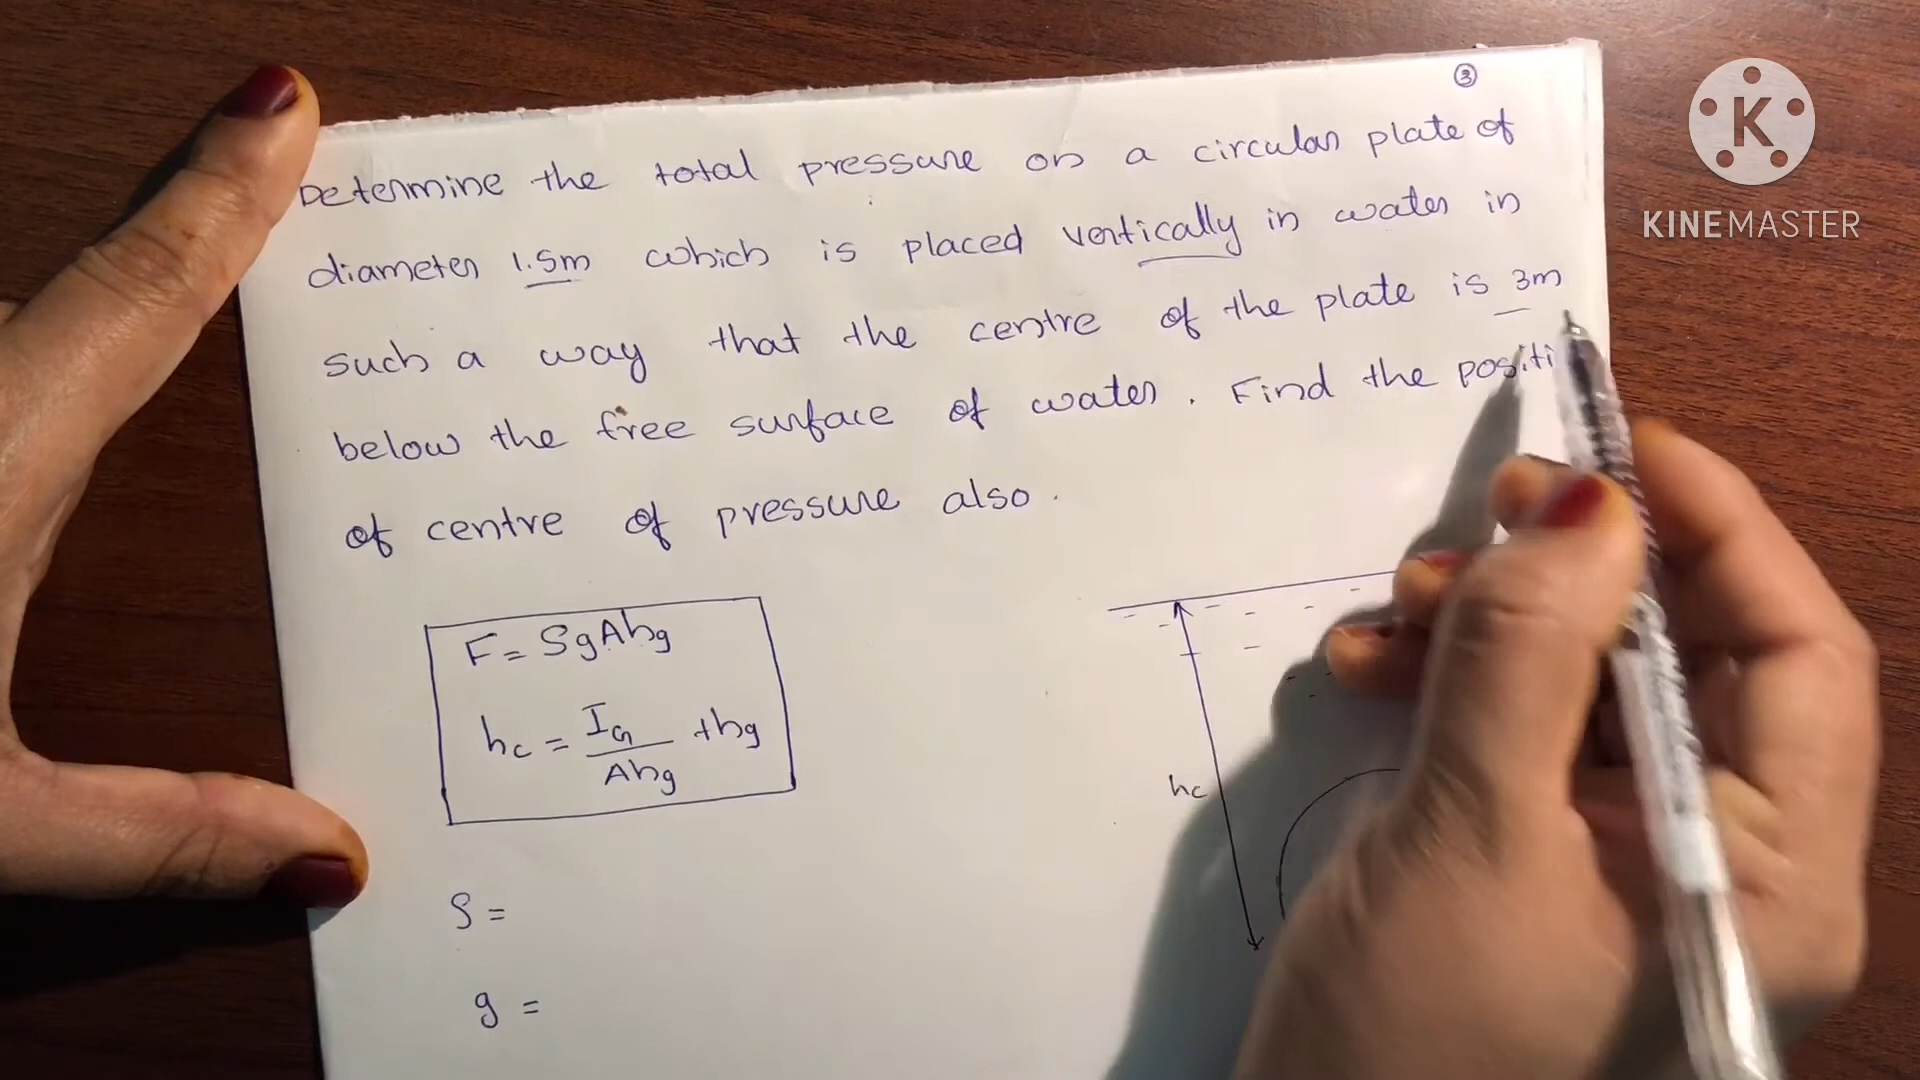 ③
Determine the total pressure on a circular plate of
diameter 1.5m which is placed vertically in water in
such a way that the centre of the plate is 3m
below the free surface of water. Find the positi
of centre of pressure also.
F = ρgAhg
hc = IG/Ahg + hg
ρ =
g =
hc
K
KINEMASTER